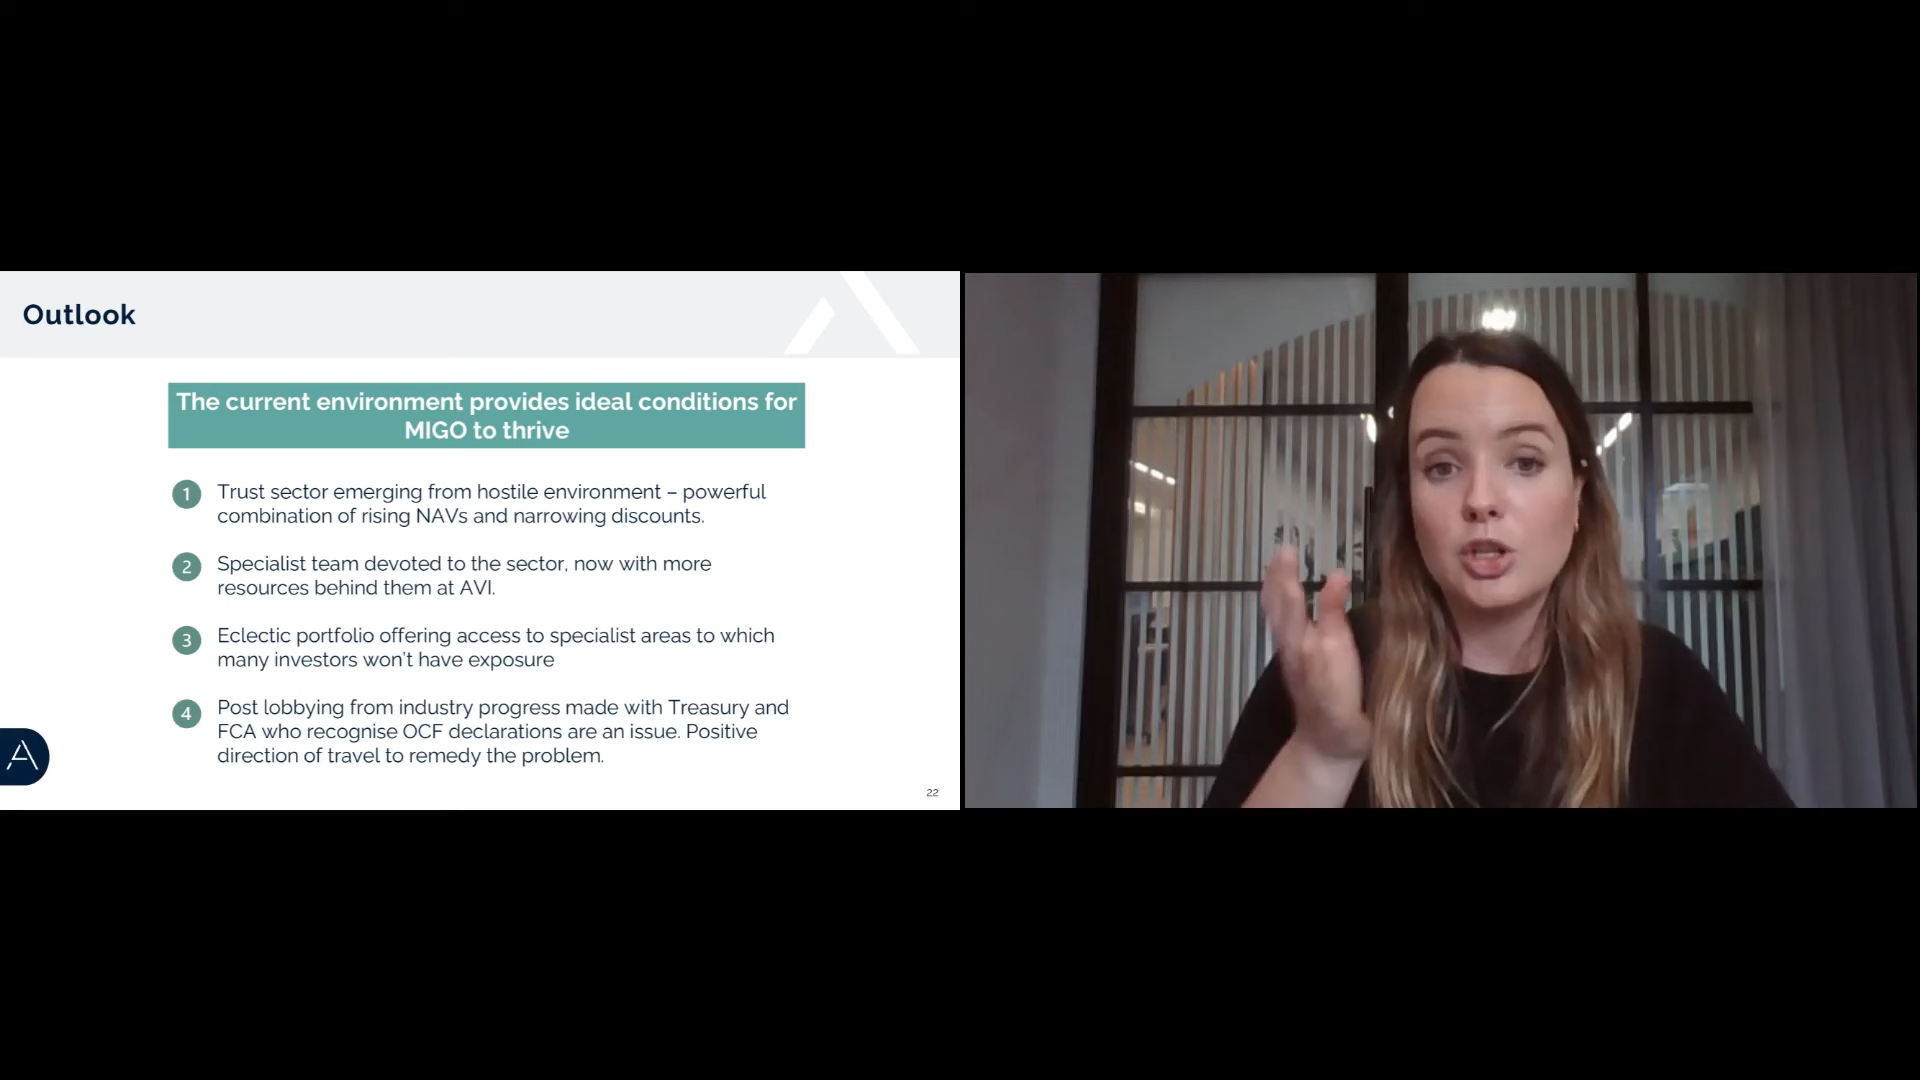 Outlook
The current environment provides ideal conditions for
MIGO to thrive
1 Trust sector emerging from hostile environment – powerful
combination of rising NAVs and narrowing discounts.
2 Specialist team devoted to the sector, now with more
resources behind them at AVI.
3 Eclectic portfolio offering access to specialist areas to which
many investors won't have exposure
4 Post lobbying from industry progress made with Treasury and
FCA who recognise OCF declarations are an issue. Positive
direction of travel to remedy the problem.
22